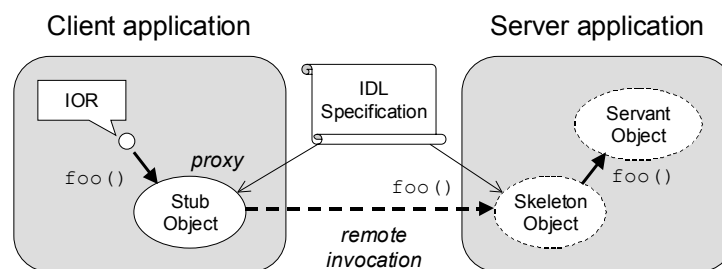 Client application
Server application
IOR
IDL
Specification
Servant
Object
proxy
foo()
foo()
foo()
Stub
Object
Skeleton
Object
remote
invocation